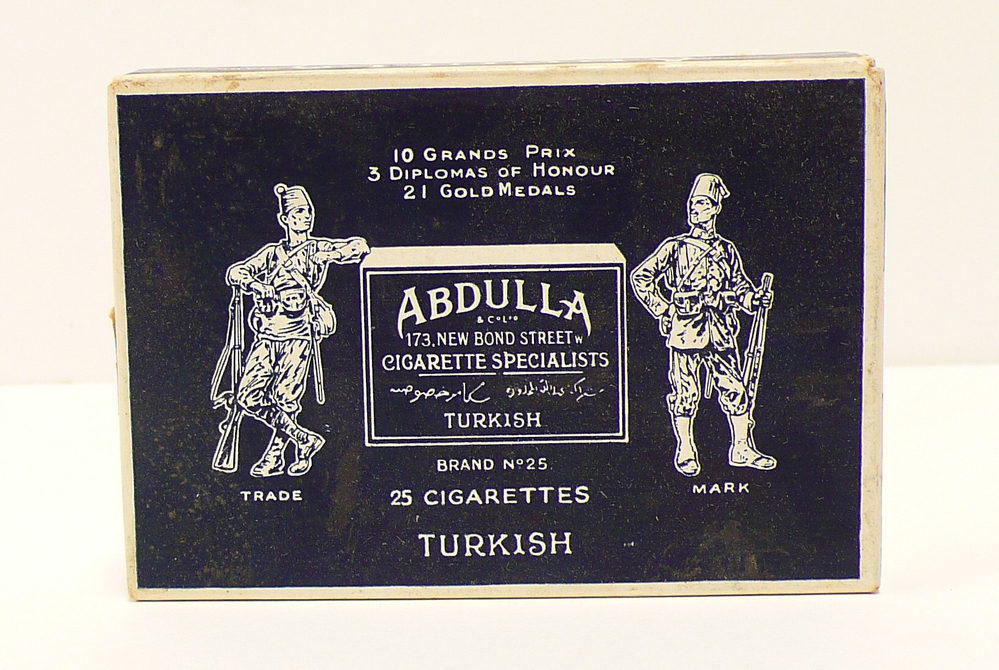 10 GRANDS PRIX
3 DIPLOMAS OF HONOUR
21 GOLD MEDALS
ABDULLA
& Co LTD
173, NEW BOND STREET W
CIGARETTE SPECIALISTS
TURKISH
BRAND No 25.
TRADE
MARK
25 CIGARETTES
TURKISH